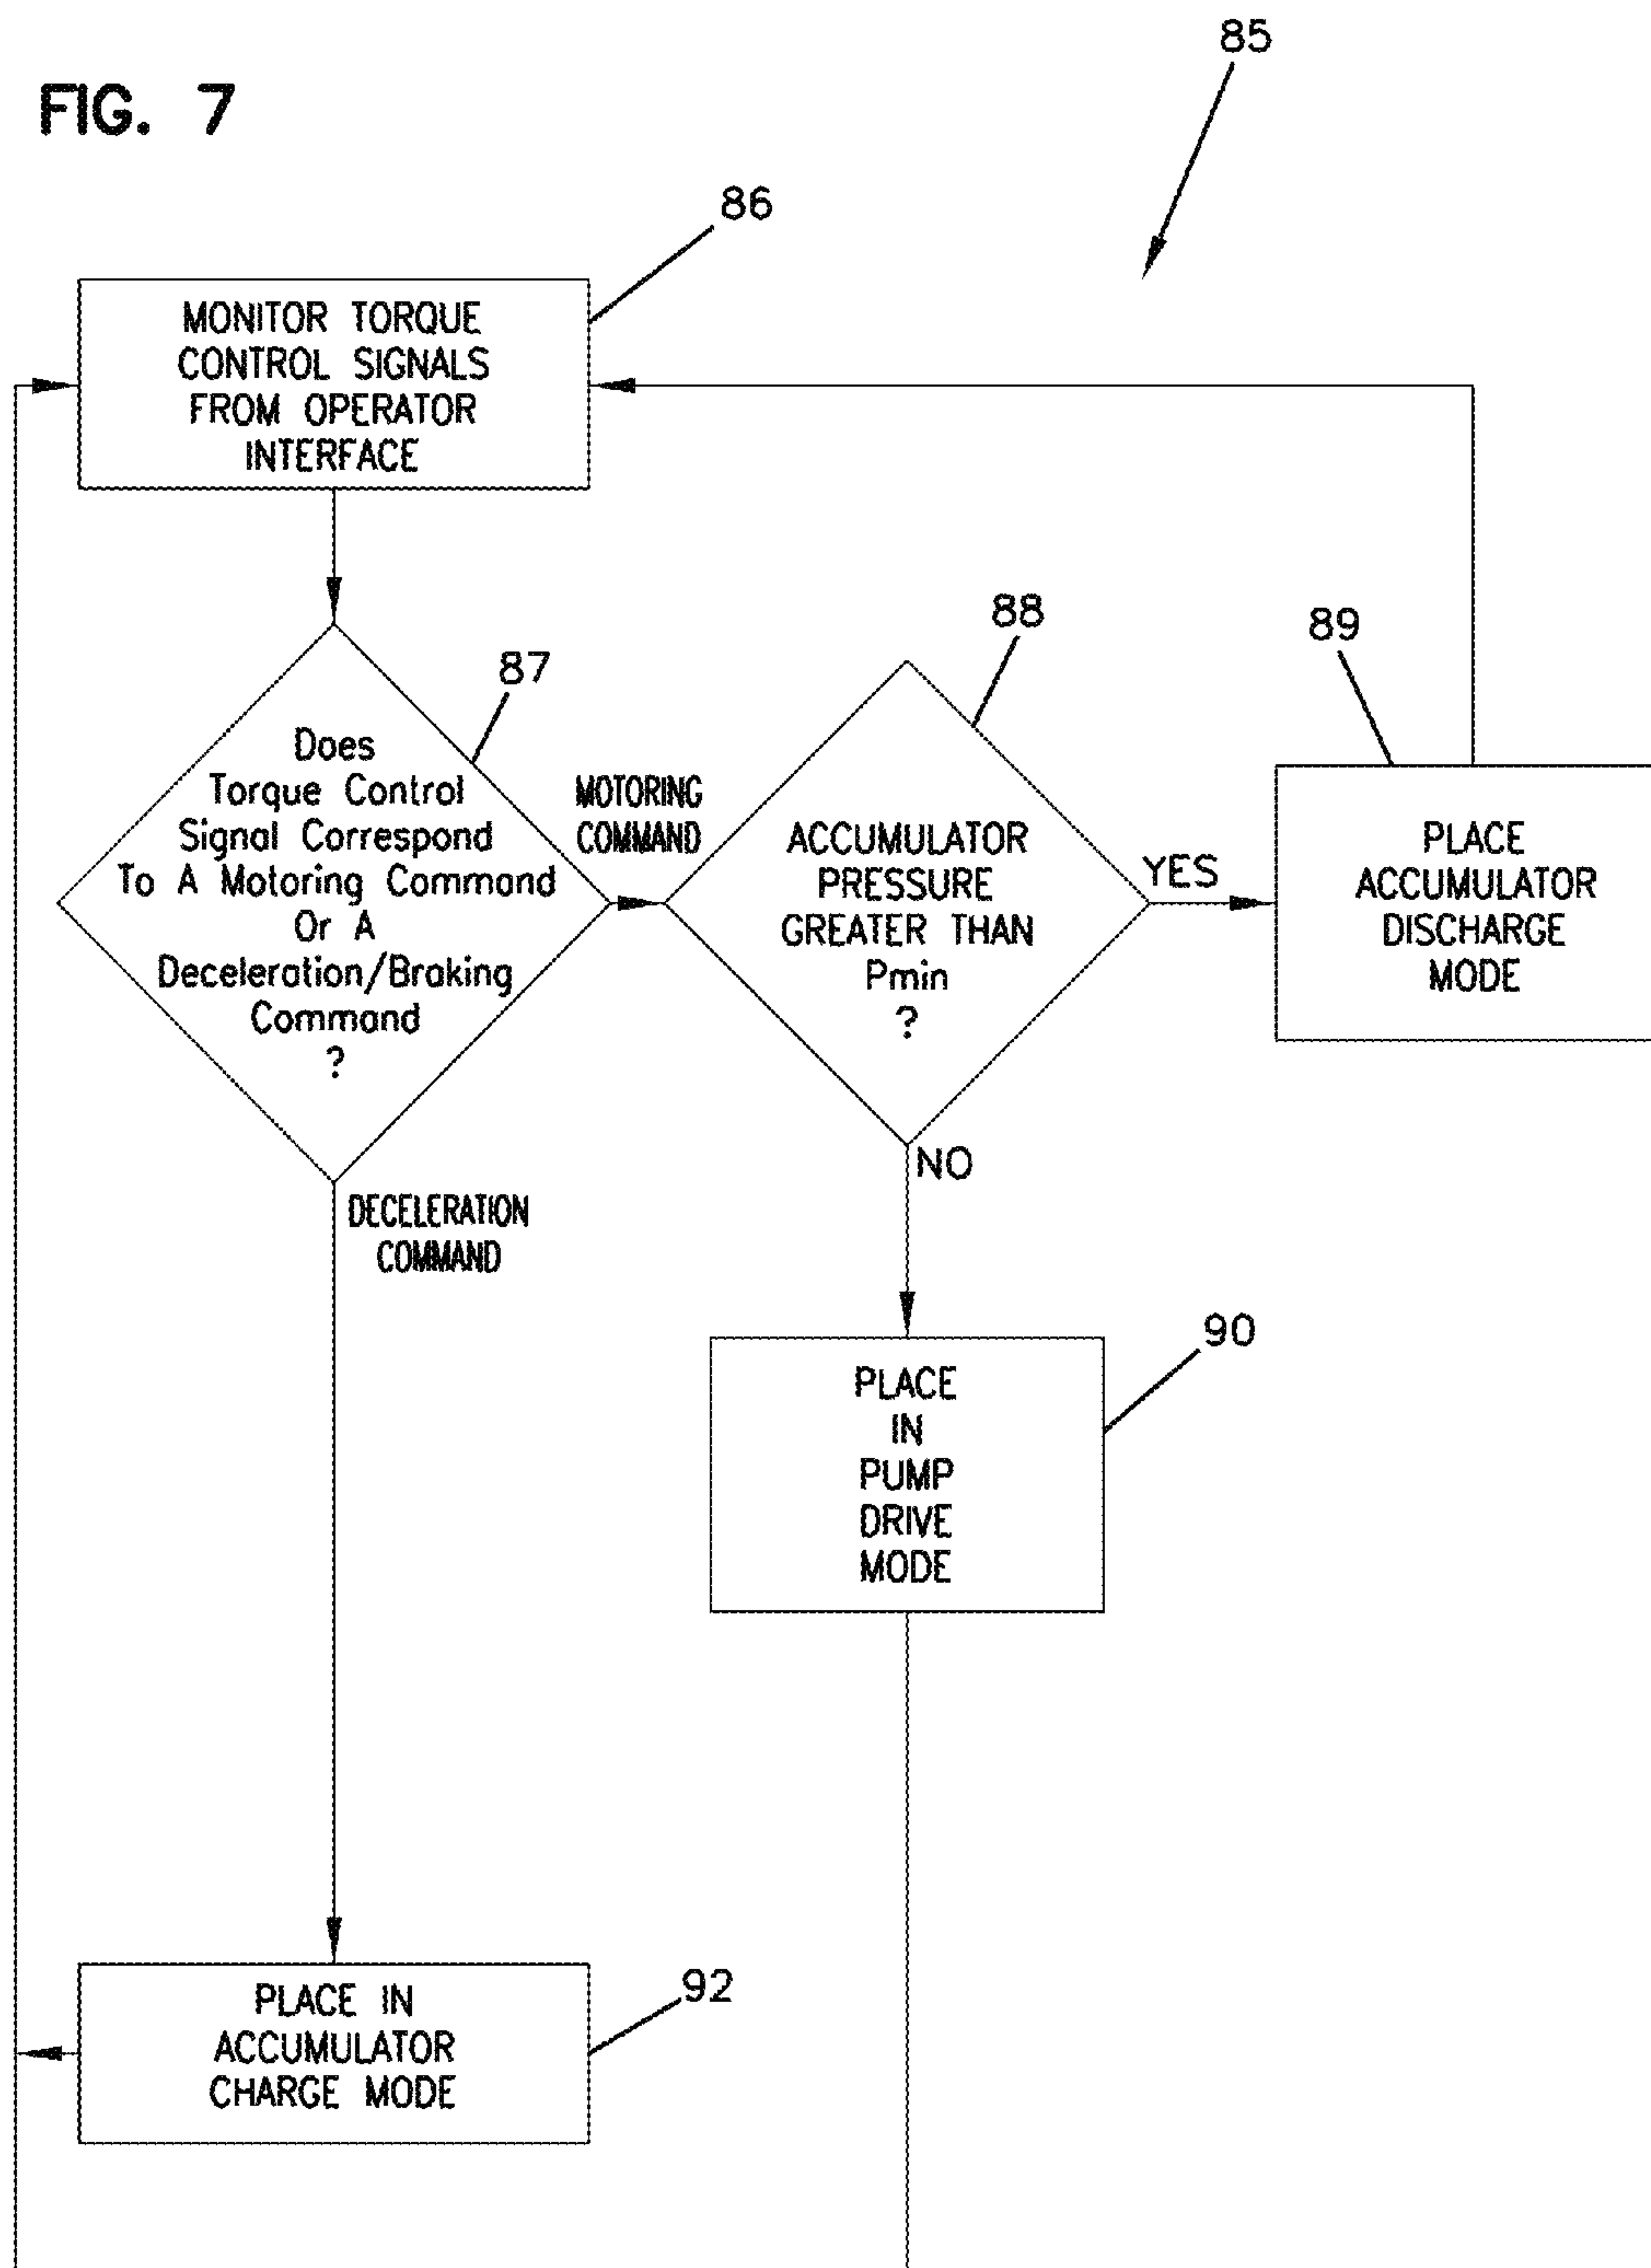 85
FIG. 7
86
MONITOR TORQUE
CONTROL SIGNALS
FROM OPERATOR
INTERFACE
87
Does
Torque Control
Signal Correspond
To A Motoring Command
Or A
Deceleration/Braking
Command
?
MOTORING
COMMAND
88
ACCUMULATOR
PRESSURE
GREATER THAN
Pmin
?
YES
89
PLACE
ACCUMULATOR
DISCHARGE
MODE
NO
DECELERATION
COMMAND
90
PLACE
IN
PUMP
DRIVE
MODE
92
PLACE IN
ACCUMULATOR
CHARGE MODE